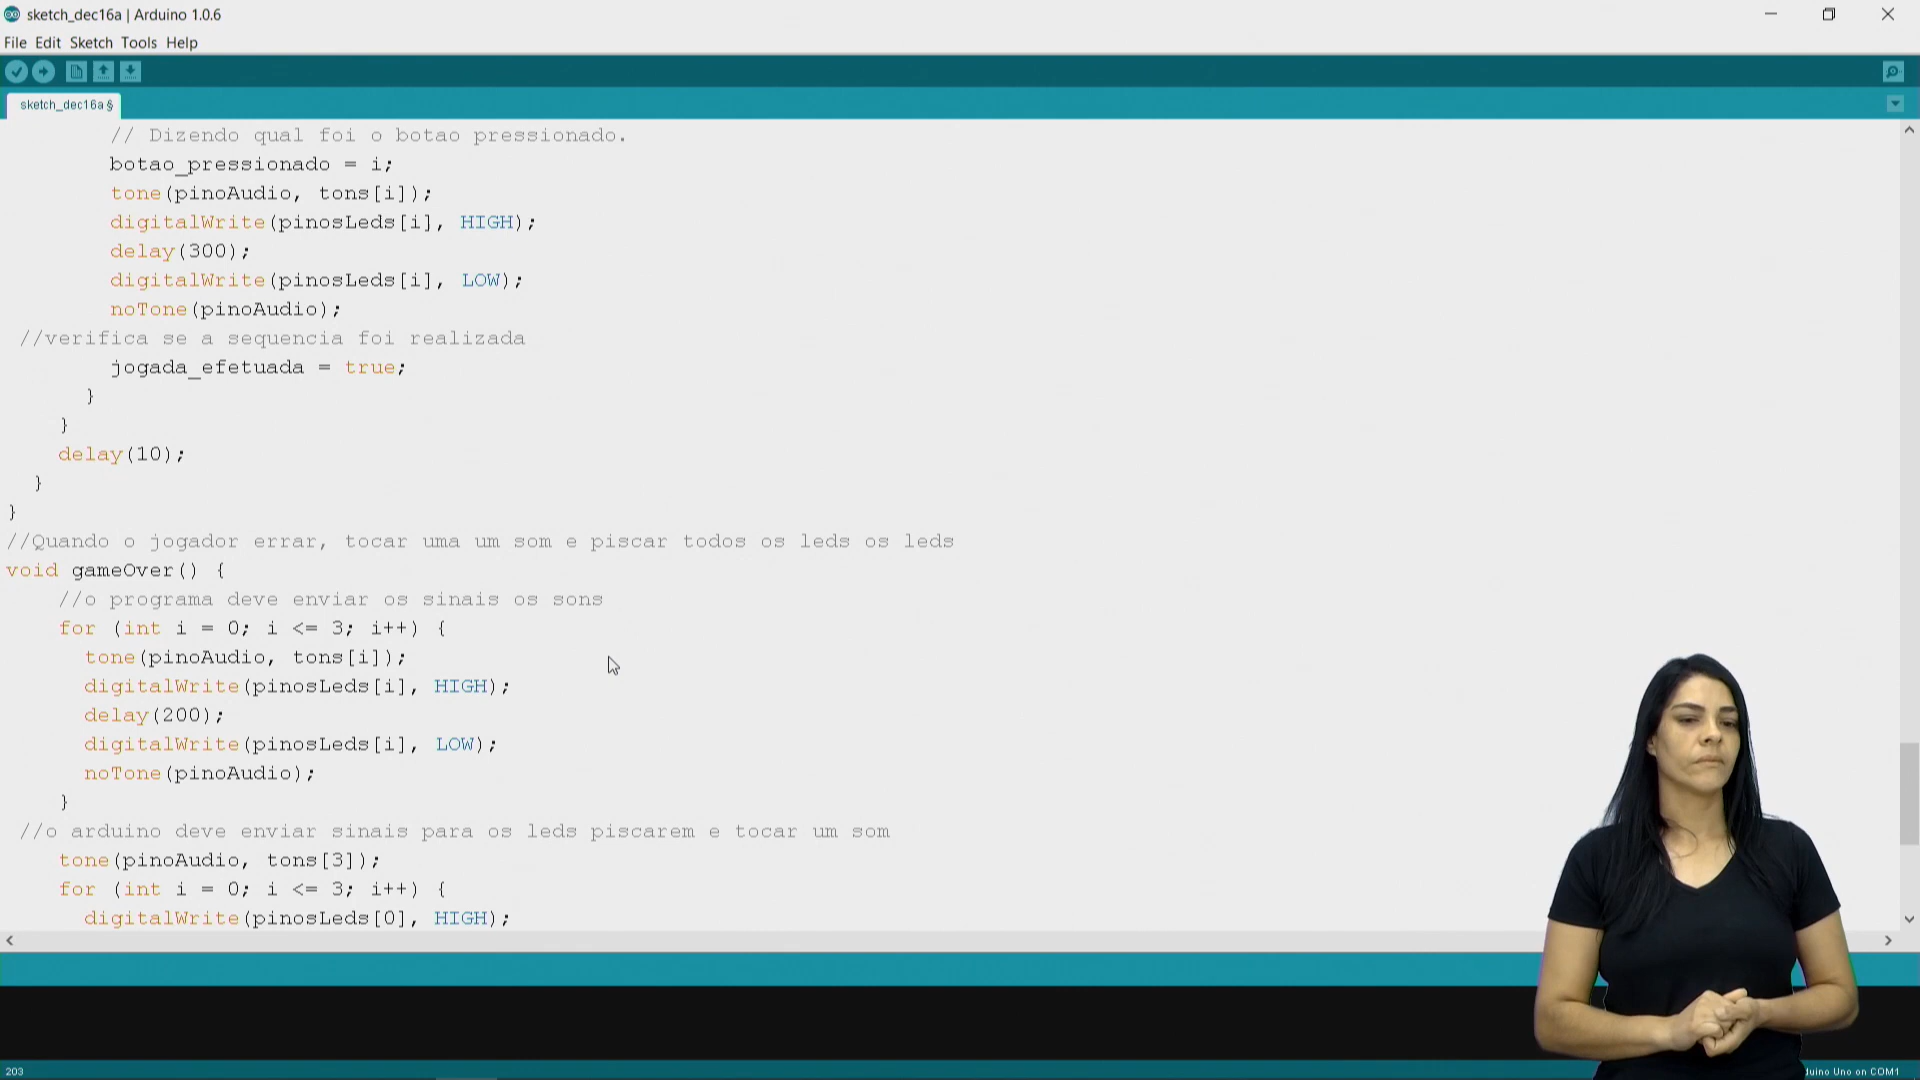 sketch_dec16a | Arduino 1.0.6
File Edit Sketch Tools Help
sketch_dec16a §
// Dizendo qual foi o botao pressionado.
botao_pressionado = i;
tone(pinoAudio, tons[i]);
digitalWrite(pinosLeds[i], HIGH);
delay(300);
digitalWrite(pinosLeds[i], LOW);
noTone(pinoAudio);
//verifica se a sequencia foi realizada
jogada_efetuada = true;
}
}
delay(10);
}
}
//Quando o jogador errar, tocar uma um som e piscar todos os leds os leds
void gameOver() {
//o programa deve enviar os sinais os sons
for (int i = 0; i <= 3; i++) {
tone(pinoAudio, tons[i]);
digitalWrite(pinosLeds[i], HIGH);
delay(200);
digitalWrite(pinosLeds[i], LOW);
noTone(pinoAudio);
}
//o arduino deve enviar sinais para os leds piscarem e tocar um som
tone(pinoAudio, tons[3]);
for (int i = 0; i <= 3; i++) {
digitalWrite(pinosLeds[0], HIGH);
203
duino Uno on COM1